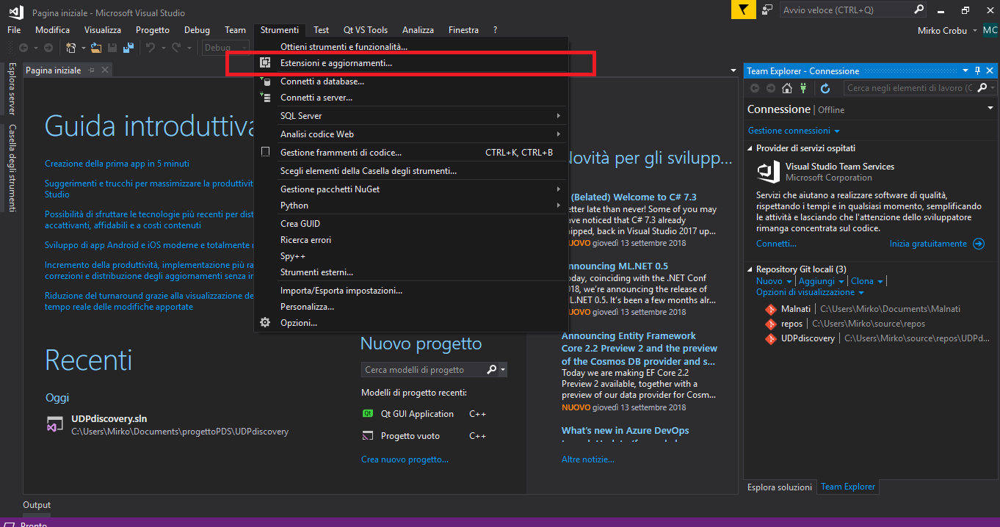 Pagina iniziale - Microsoft Visual Studio
Avvio veloce (CTRL+Q)
File Modifica Visualizza Progetto Debug Team Strumenti Test Qt VS Tools Analizza Finestra ?
Mirko Crobu MC
Debug
Esplora server
Casella degli strumenti
Pagina iniziale
Ottieni strumenti e funzionalità...
Estensioni e aggiornamenti...
Connetti a database...
Connetti a server...
SQL Server
Analisi codice Web
Gestione frammenti di codice... CTRL+K, CTRL+B
Scegli elementi della Casella degli strumenti...
Gestione pacchetti NuGet
Python
Crea GUID
Ricerca errori
Spy++
Strumenti esterni...
Importa/Esporta impostazioni...
Personalizza...
Opzioni...
Guida introduttiva
Creazione della prima app in 5 minuti
Suggerimenti e trucchi per massimizzare la produttivit
Studio
Possibilità di sfruttare le tecnologie più recenti per dist
accattivanti, affidabili e a costi contenuti
Sviluppo di app Android e iOS moderne e totalmente n
Incremento della produttività, implementazione più ra
correzioni e distribuzione degli aggiornamenti senza in
Riduzione del turnaround grazie alla visualizzazione de
tempo reale delle modifiche apportate
Recenti
Oggi
UDPdiscovery.sln
C:\Users\Mirko\Documents\progettoPDS\UDPdiscovery
Nuovo progetto
Cerca modelli di progetto
Modelli di progetto recenti:
Qt Qt GUI Application C++
Progetto vuoto C++
Crea nuovo progetto...
ovità per gli svilupp...
(Belated) Welcome to C# 7.3
etter late than never! Some of you may
ave noticed that C# 7.3 already
hipped, back in Visual Studio 2017 up...
UOVO giovedì 13 settembre 2018
nnouncing ML.NET 0.5
oday, coinciding with the .NET Conf
018, we're announcing the release of
L.NET 0.5. It's been a few months alr...
UOVO giovedì 13 settembre 2018
Announcing Entity Framework
Core 2.2 Preview 2 and the preview
of the Cosmos DB provider and s...
Today we are making EF Core 2.2
Preview 2 available, together with a
preview of our data provider for Cosm...
NUOVO giovedì 13 settembre 2018
What's new in Azure DevOps
Altre notizie...
Team Explorer - Connessione
Cerca negli elementi di lavoro (C
Connessione | Offline
Gestione connessioni
Provider di servizi ospitati
Visual Studio Team Services
Microsoft Corporation
Servizi che aiutano a realizzare software di qualità,
rispettando i tempi e in qualsiasi momento, semplificando
le attività e lasciando che l'attenzione dello sviluppatore
rimanga concentrata sul codice.
Connetti... Inizia gratuitamente
Repository Git locali (3)
Nuovo | Aggiungi | Clona |
Opzioni di visualizzazione
Malnati | C:\Users\Mirko\Documents\Malnati
repos | C:\Users\Mirko\source\repos
UDPdiscovery | C:\Users\Mirko\source\repos\UDPd...
Esplora soluzioni Team Explorer
Output
Pronto